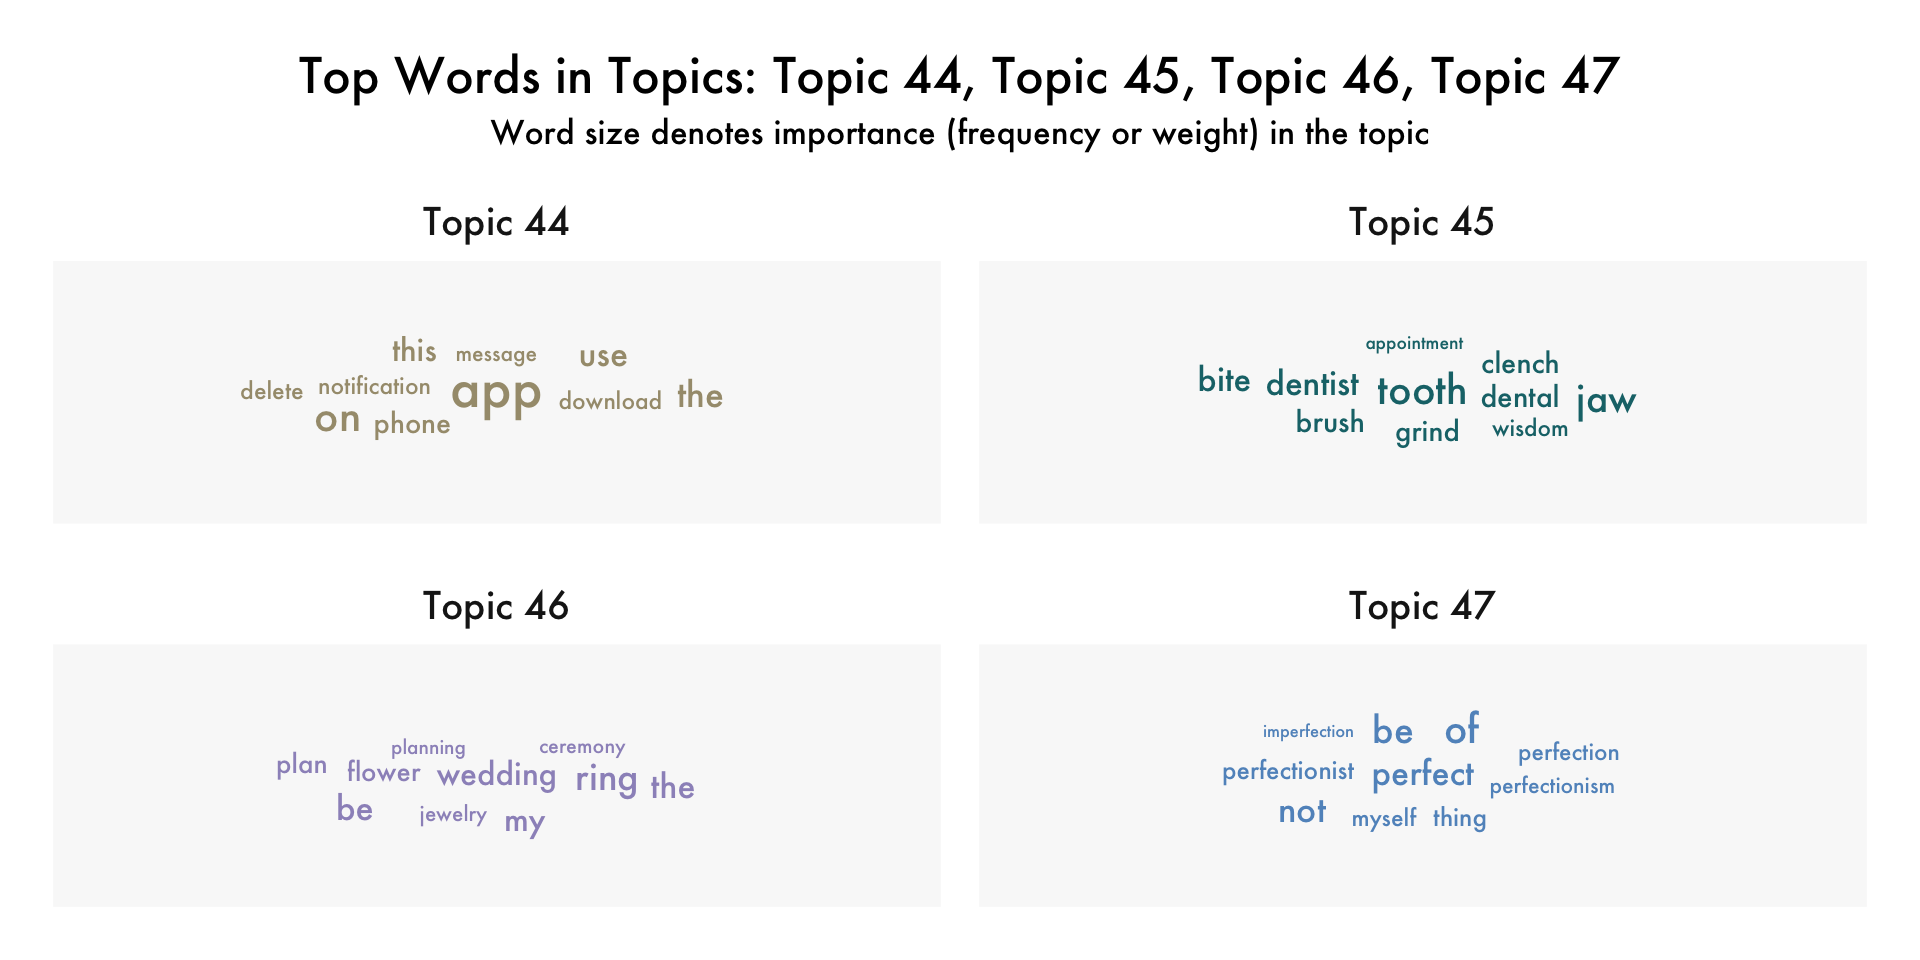 Top Words in Topics: Topic 44, Topic 45, Topic 46, Topic 47
Word size denotes importance (frequency or weight) in the topic
Topic 44
this message use
delete notification app download the
on phone
Topic 45
appointment
bite dentist tooth clench
dental jaw
brush grind wisdom
Topic 46
planning ceremony
plan flower wedding ring the
be jewelry my
Topic 47
imperfection be of
perfectionist perfect perfection
perfectionism
not myself thing